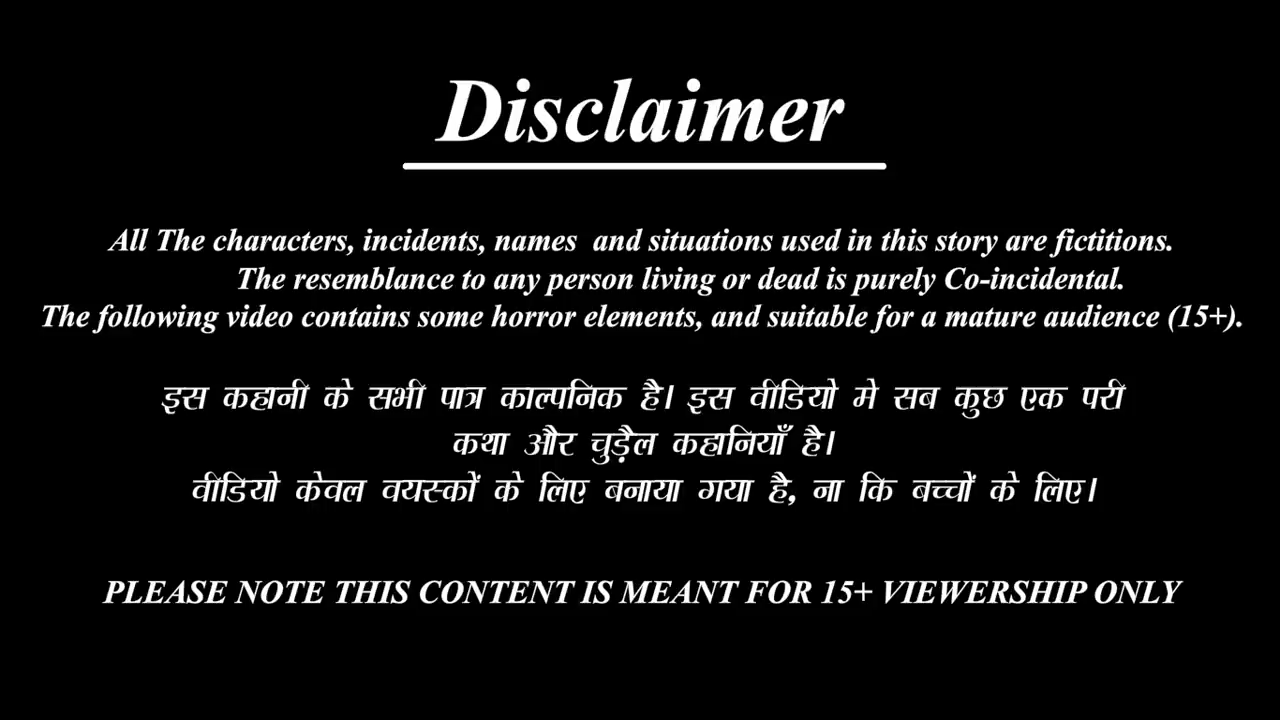 Disclaimer
All The characters, incidents, names and situations used in this story are fictitions.
The resemblance to any person living or dead is purely Co-incidental.
The following video contains some horror elements, and suitable for a mature audience (15+).
इस कहानी के सभी पात्र काल्पनिक है। इस वीडियो मे सब कुछ एक परी
कथा और चुड़ैल कहानियाँ है।
वीडियो केवल वयस्कों के लिए बनाया गया है, ना कि बच्चों के लिए।
PLEASE NOTE THIS CONTENT IS MEANT FOR 15+ VIEWERSHIP ONLY